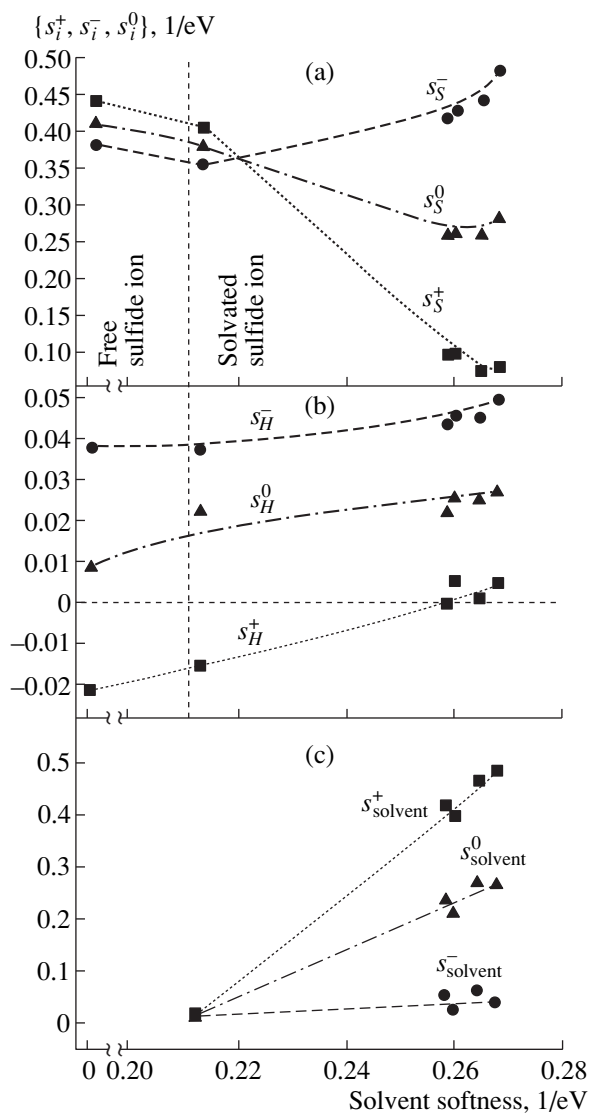 {s_i^+, s_i^-, s_i^0}, 1/eV
(a)
0.50
0.45
0.40
0.35
0.30
0.25
0.20
0.15
0.10
s_S^-
s_S^0
s_S^+
Free
sulfide ion
Solvated
sulfide ion
(b)
0.05
0.04
0.03
0.02
0.01
0
−0.01
−0.02
s_H^-
s_H^0
s_H^+
(c)
0.5
0.4
0.3
0.2
0.1
0
s_solvent^+
s_solvent^0
s_solvent^-
0 0.20 0.22 0.24 0.26 0.28
Solvent softness, 1/eV